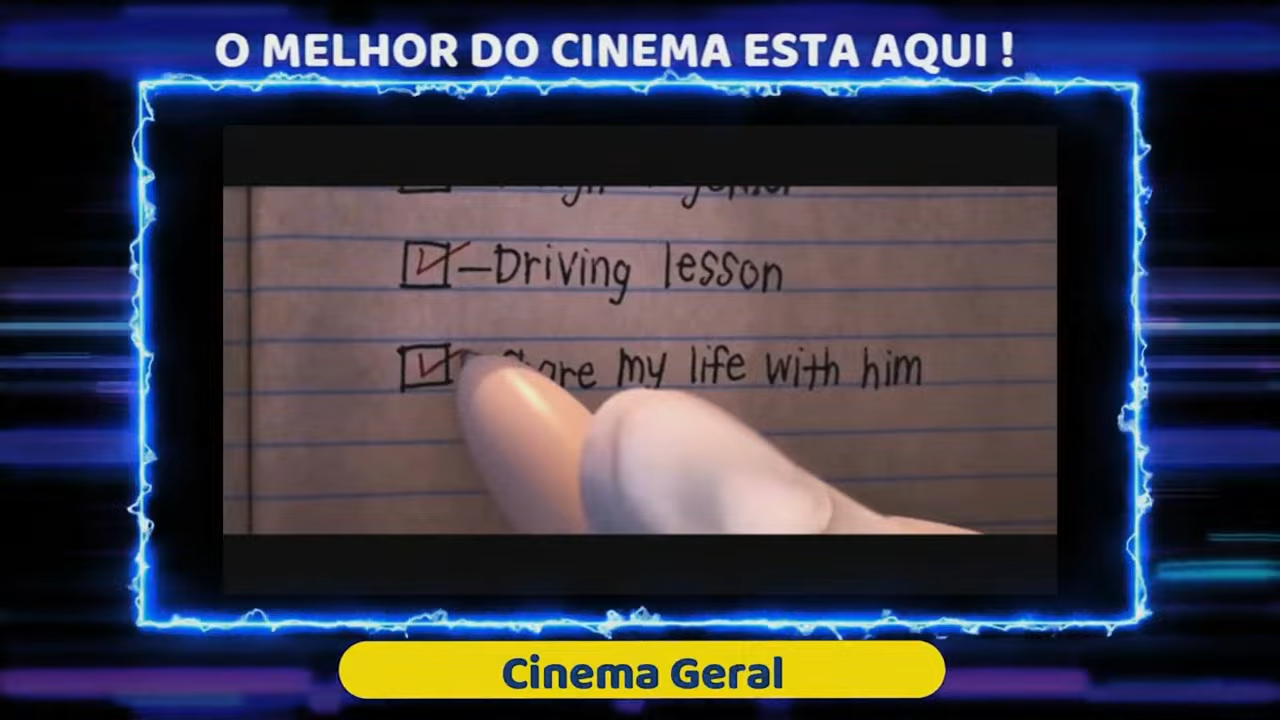 O MELHOR DO CINEMA ESTA AQUI !
–Driving lesson
my life with him
Cinema Geral